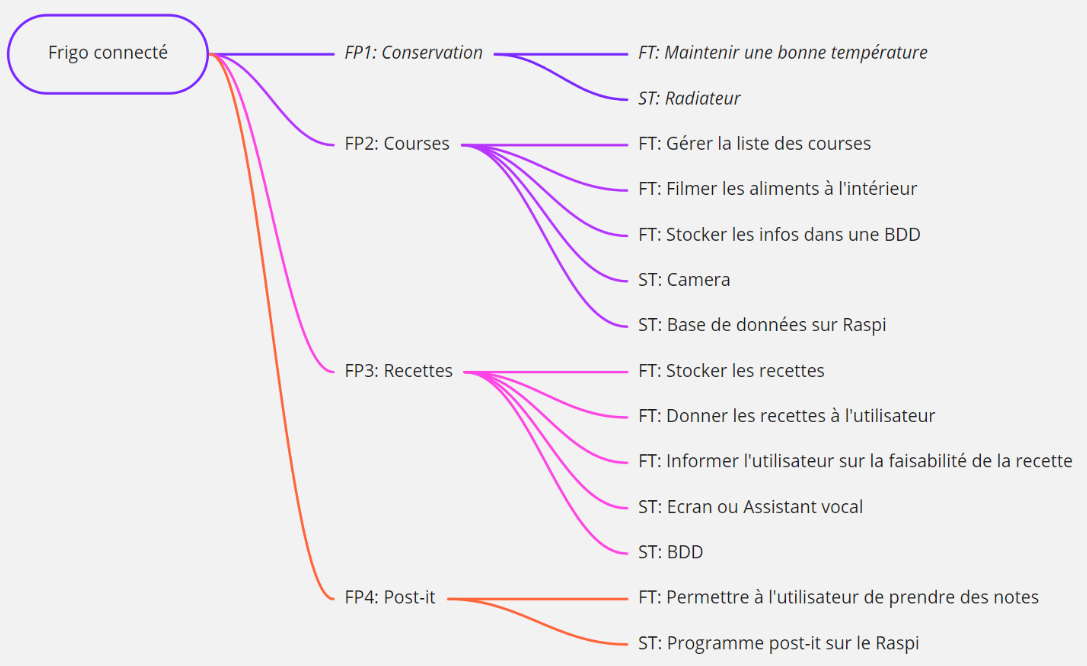 Frigo connecté
FP1: Conservation
FT: Maintenir une bonne température
ST: Radiateur
FP2: Courses
FT: Gérer la liste des courses
FT: Filmer les aliments à l'intérieur
FT: Stocker les infos dans une BDD
ST: Camera
ST: Base de données sur Raspi
FP3: Recettes
FT: Stocker les recettes
FT: Donner les recettes à l'utilisateur
FT: Informer l'utilisateur sur la faisabilité de la recette
ST: Ecran ou Assistant vocal
ST: BDD
FP4: Post-it
FT: Permettre à l'utilisateur de prendre des notes
ST: Programme post-it sur le Raspi